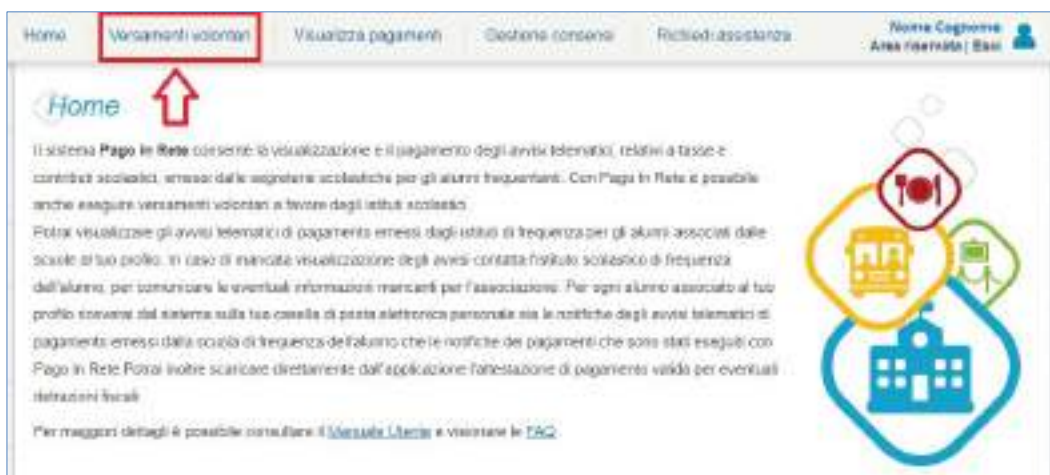 Home Versamenti volontari Visualizza pagamenti Gestione consensi Richiedi assistenza Nome Cognome
Area riservata | Esci
Home
Il sistema Pago In Rete consente la visualizzazione e il pagamento degli avvisi telematici, relativi a tasse e
contributi scolastici, emessi dalle segreterie scolastiche per gli alunni frequentanti. Con Pago In Rete è possibile
anche eseguire versamenti volontari a favore degli istituti scolastici.
Potrai visualizzare gli avvisi telematici di pagamento emessi dagli istituti di frequenza per gli alunni associati dalle
scuole al tuo profilo. In caso di mancata visualizzazione degli avvisi contatta l'istituto scolastico di frequenza
dell'alunno, per comunicare le eventuali informazioni mancanti per l'associazione. Per ogni alunno associato al tuo
profilo riceverai dal sistema sulla tua casella di posta elettronica personale sia le notifiche degli avvisi telematici di
pagamento emessi dalla scuola di frequenza dell'alunno che le notifiche dei pagamenti che sono stati eseguiti con
Pago In Rete Potrai inoltre scaricare direttamente dall'applicazione l'attestazione di pagamento valida per eventuali
detrazioni fiscali.
Per maggiori dettagli è possibile consultare il Manuale Utente e visionare le FAQ